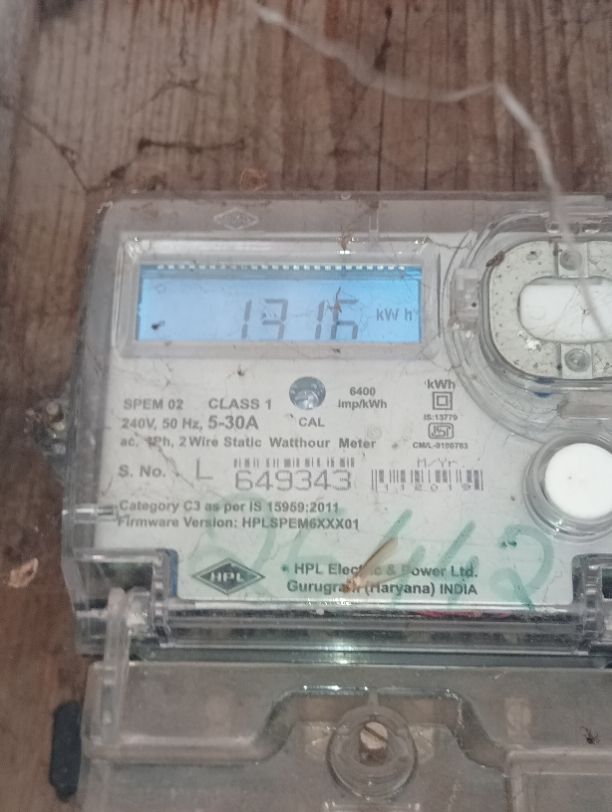 1316 kWh
SPEM 02 CLASS 1
6400 imp/kWh
240V, 50 Hz, 5-30A CAL
ac, 1Ph, 2 Wire Static Watthour Meter
kWh
IS:13779
S. No. L 649343
M/Yr.
112019
Category C3 as per IS 15959:2011
Firmware Version: HPLSPEM6XXX01
HPL
HPL Electric & Power Ltd.
Gurugram (Haryana) INDIA